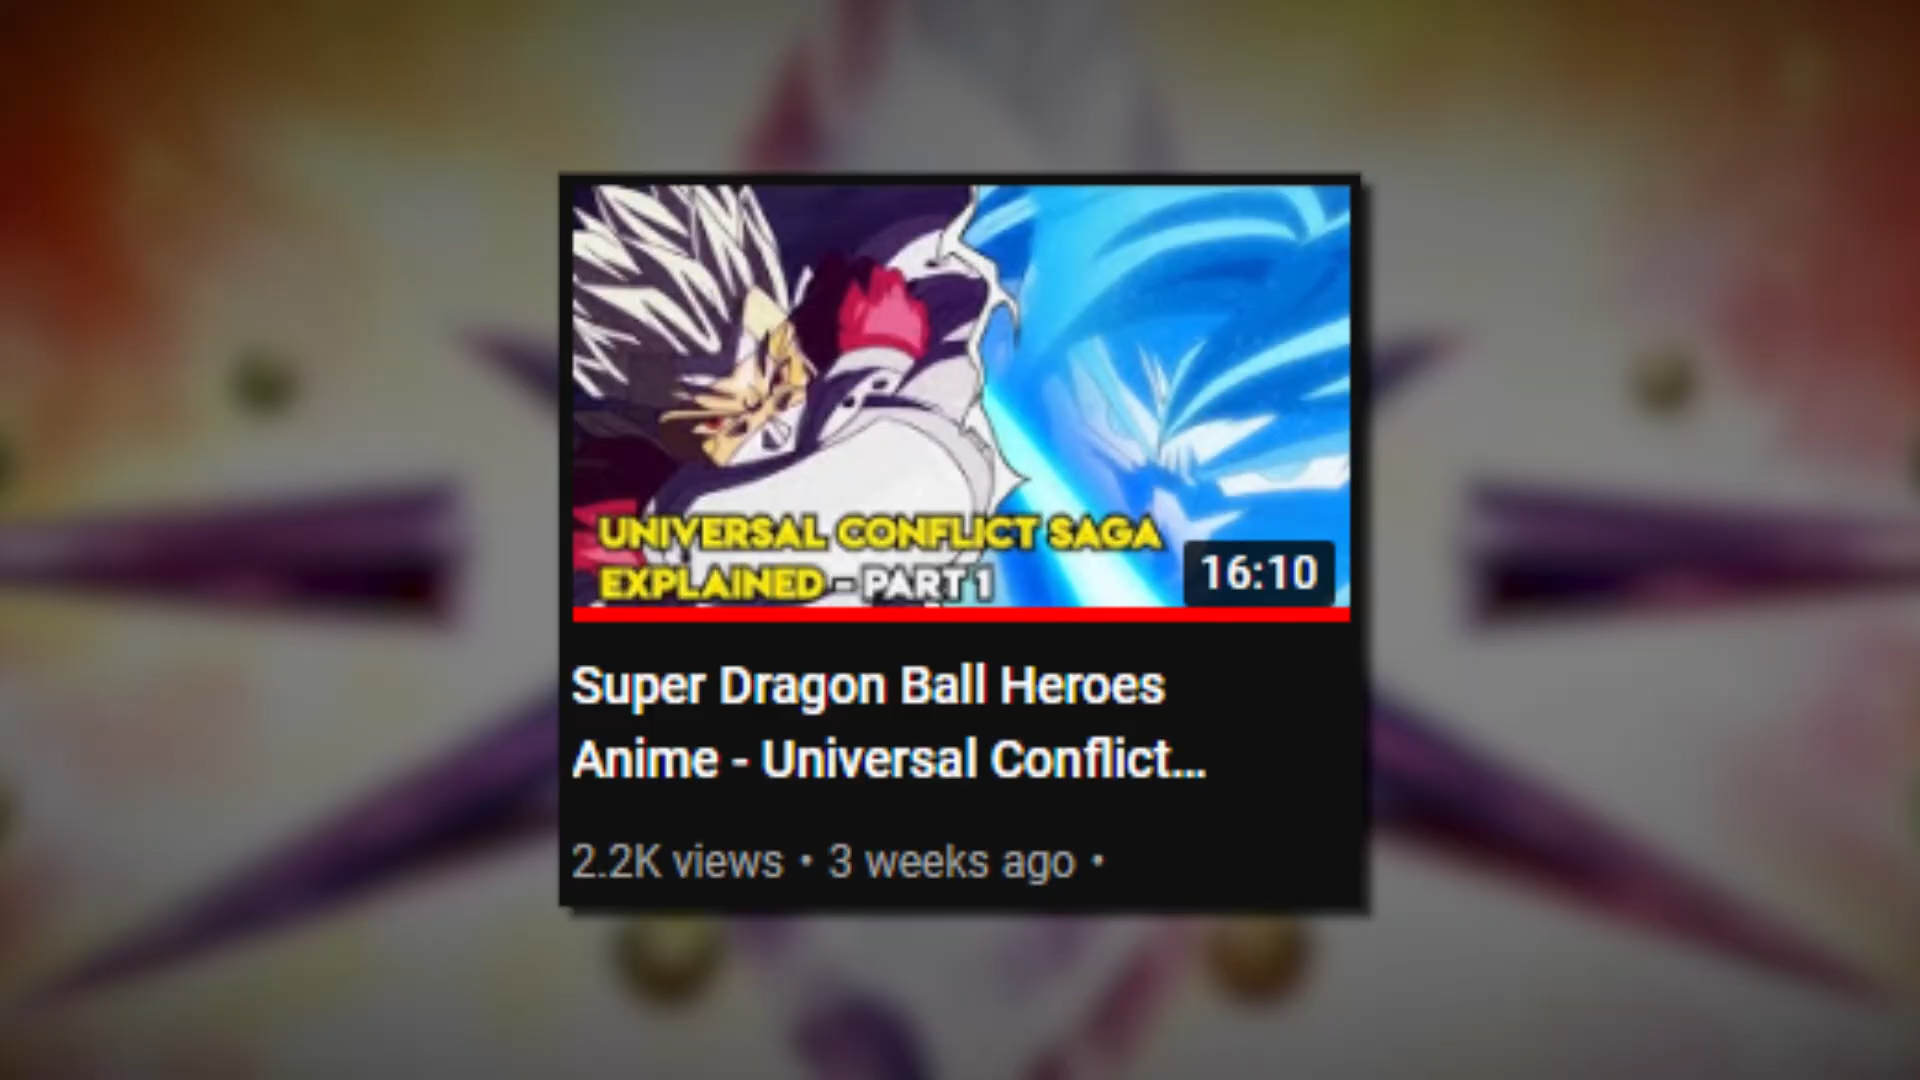 UNIVERSAL CONFLICT SAGA
EXPLAINED - PART 1
16:10
Super Dragon Ball Heroes
Anime - Universal Conflict...
2.2K views • 3 weeks ago •